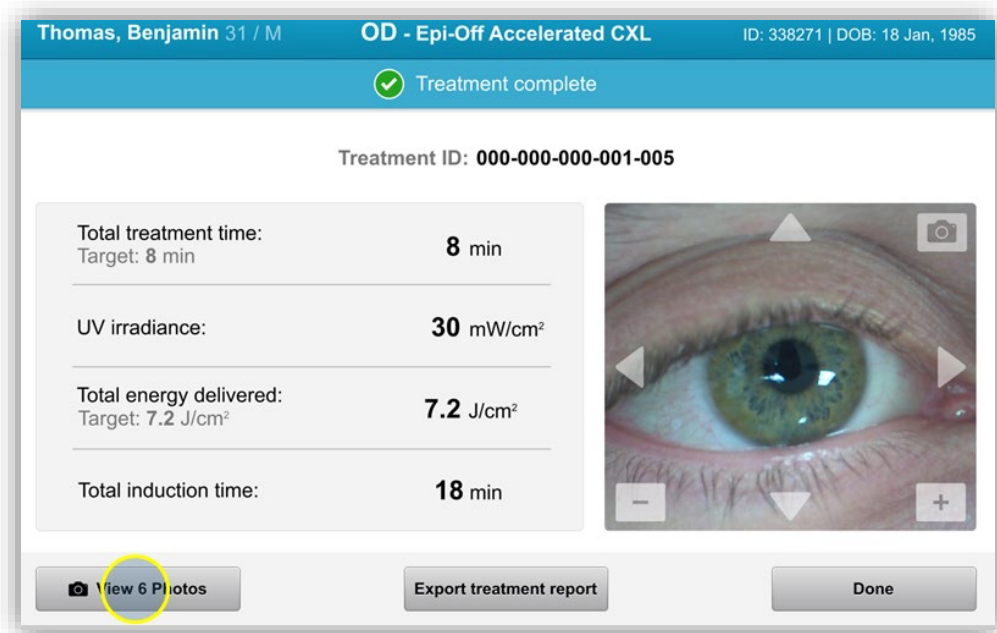 Thomas, Benjamin 31 / M OD - Epi-Off Accelerated CXL ID: 338271 | DOB: 18 Jan, 1985
Treatment complete
Treatment ID: 000-000-000-001-005
Total treatment time:
Target: 8 min
8 min
UV irradiance:
30 mW/cm²
Total energy delivered:
Target: 7.2 J/cm²
7.2 J/cm²
Total induction time:
18 min
View 6 Photos
Export treatment report
Done